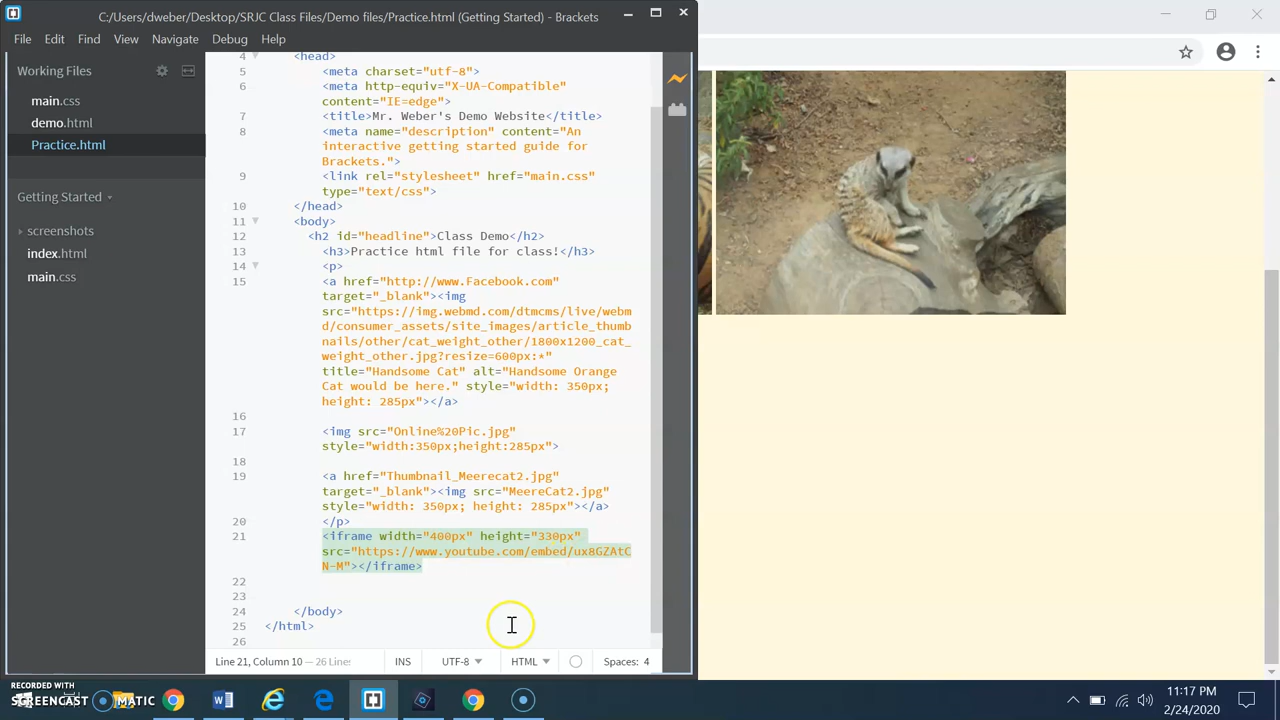 C:/Users/dweber/Desktop/SRJC Class Files/Demo files/Practice.html (Getting Started) - Brackets
File Edit Find View Navigate Debug Help
Working Files
main.css
demo.html
Practice.html
Getting Started
screenshots
index.html
main.css
4 <head>
5 <meta charset="utf-8">
6 <meta http-equiv="X-UA-Compatible"
content="IE=edge">
7 <title>Mr. Weber's Demo Website</title>
8 <meta name="description" content="An
interactive getting started guide for
Brackets.">
9 <link rel="stylesheet" href="main.css"
type="text/css">
10 </head>
11 <body>
12 <h2 id="headline">Class Demo</h2>
13 <h3>Practice html file for class!</h3>
14 <p>
15 <a href="http://www.Facebook.com"
target="_blank"><img
src="https://img.webmd.com/dtmcms/live/webm
d/consumer_assets/site_images/article_thumb
nails/other/cat_weight_other/1800x1200_cat_
weight_other.jpg?resize=600px:*"
title="Handsome Cat" alt="Handsome Orange
Cat would be here." style="width: 350px;
height: 285px"></a>
16
17 <img src="Online%20Pic.jpg"
style="width:350px;height:285px">
18
19 <a href="Thumbnail_Meerecat2.jpg"
target="_blank"><img src="MeereCat2.jpg"
style="width: 350px; height: 285px"></a>
20 </p>
21 <iframe width="400px" height="330px"
src="https://www.youtube.com/embed/ux8GZAtC
N-M"></iframe>
22
23
24 </body>
25 </html>
26
Line 21, Column 10 — 26 Lines
INS UTF-8 HTML Spaces: 4
RECORDED WITH
SCREENCAST MATIC
11:17 PM
2/24/2020